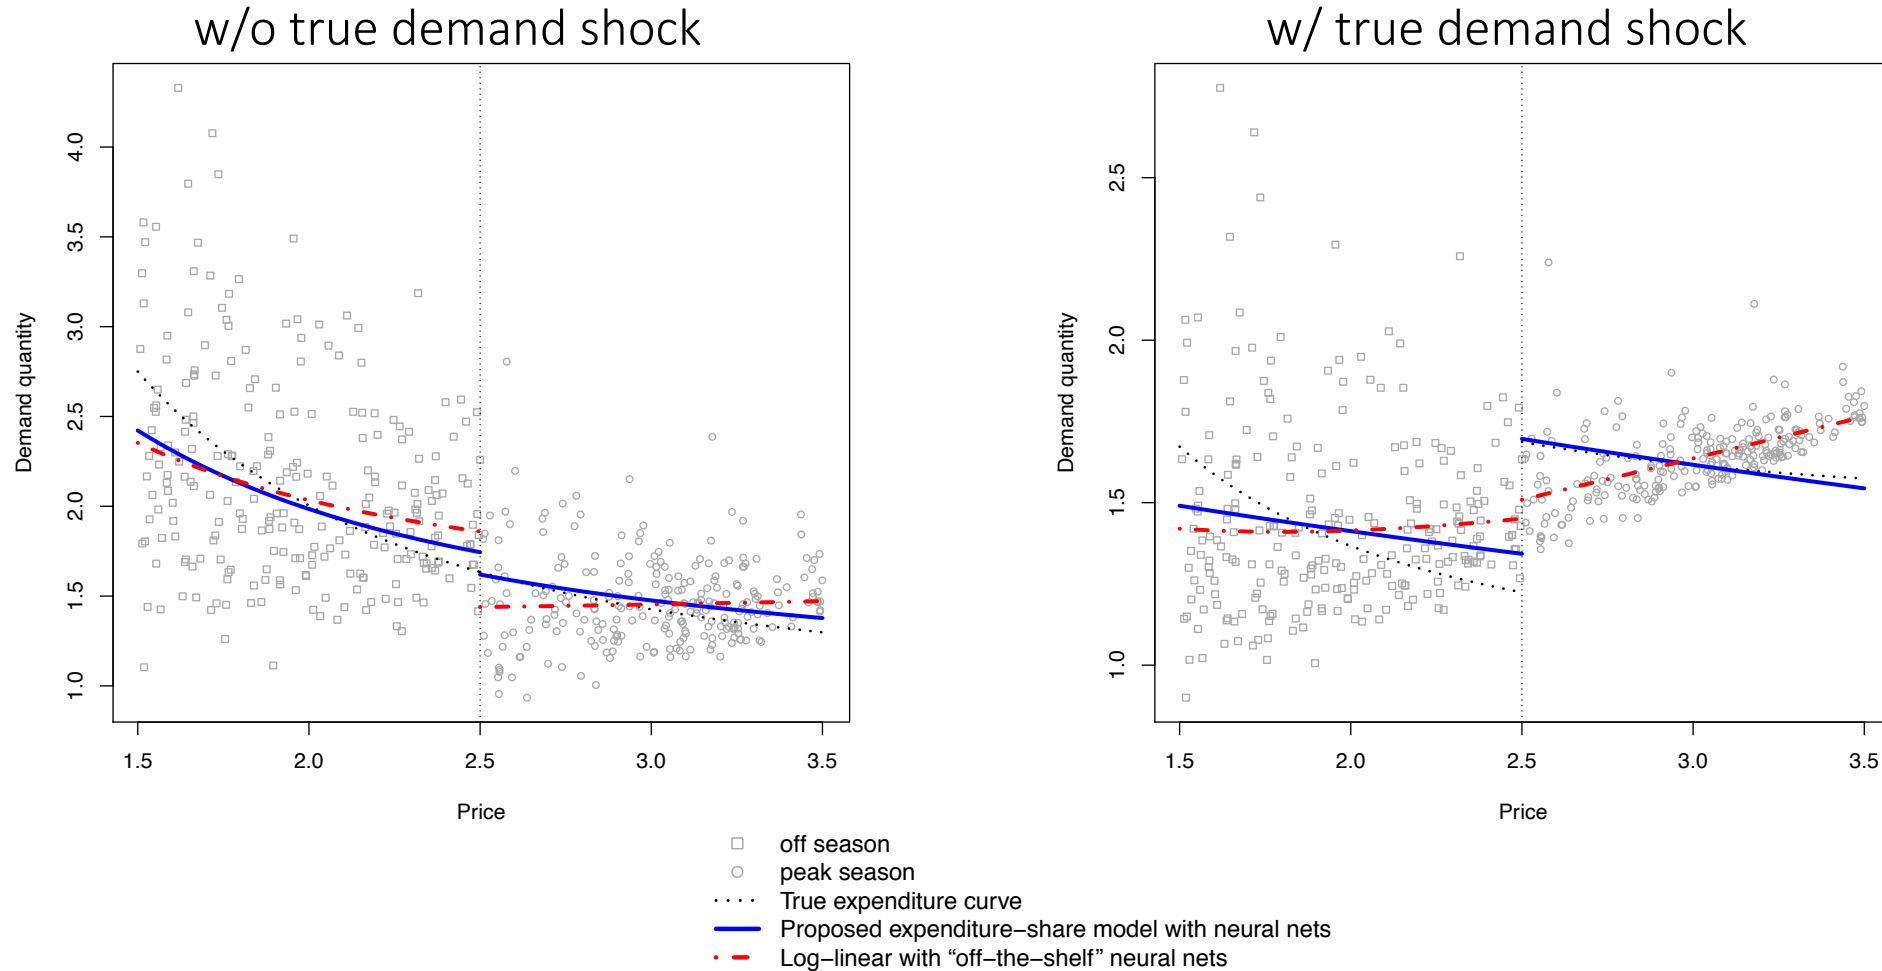 w/o true demand shock
w/ true demand shock
Demand quantity
4.0
3.5
3.0
2.5
2.0
1.5
1.0
1.5
2.0
2.5
3.0
3.5
Price
Demand quantity
2.5
2.0
1.5
1.0
1.5
2.0
2.5
3.0
3.5
Price
off season
peak season
True expenditure curve
Proposed expenditure−share model with neural nets
Log−linear with “off−the−shelf” neural nets